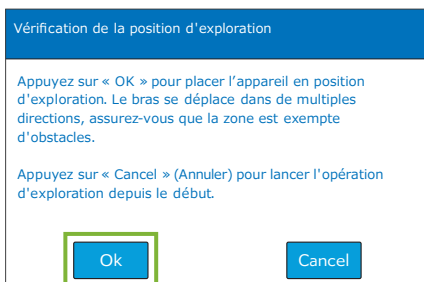 Vérification de la position d'exploration
Appuyez sur « OK » pour placer l’appareil en position
d'exploration. Le bras se déplace dans de multiples
directions, assurez-vous que la zone est exempte
d'obstacles.
Appuyez sur « Cancel » (Annuler) pour lancer l'opération
d'exploration depuis le début.
Ok
Cancel